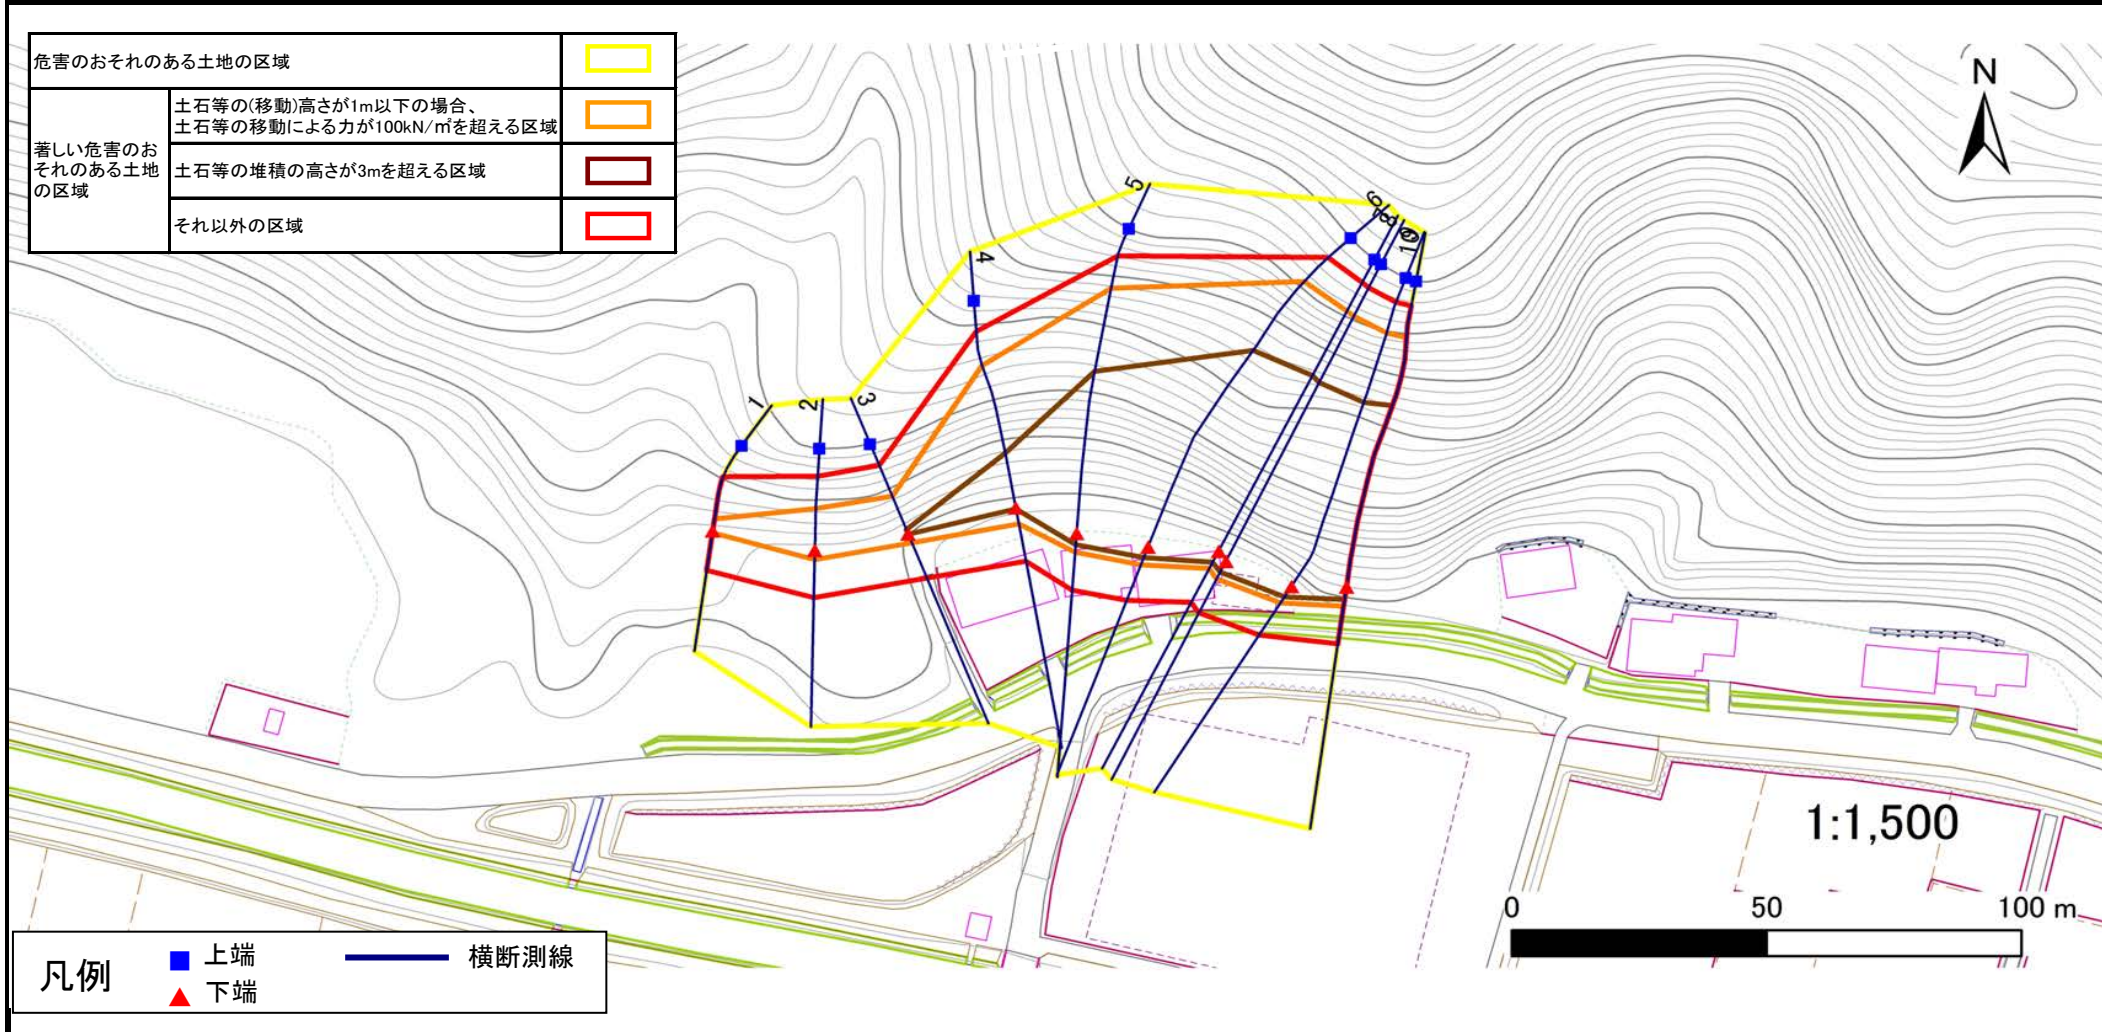 危害のおそれのある土地の区域
著しい危害のお
それのある土地
の区域
土石等の(移動)高さが1m以下の場合、
土石等の移動による力が100kN/㎡を超える区域
土石等の堆積の高さが3mを超える区域
それ以外の区域
N
1
2
3
4
5
6
7
8
9
10
1:1,500
0 50 100 m
凡例
上端
下端
横断測線